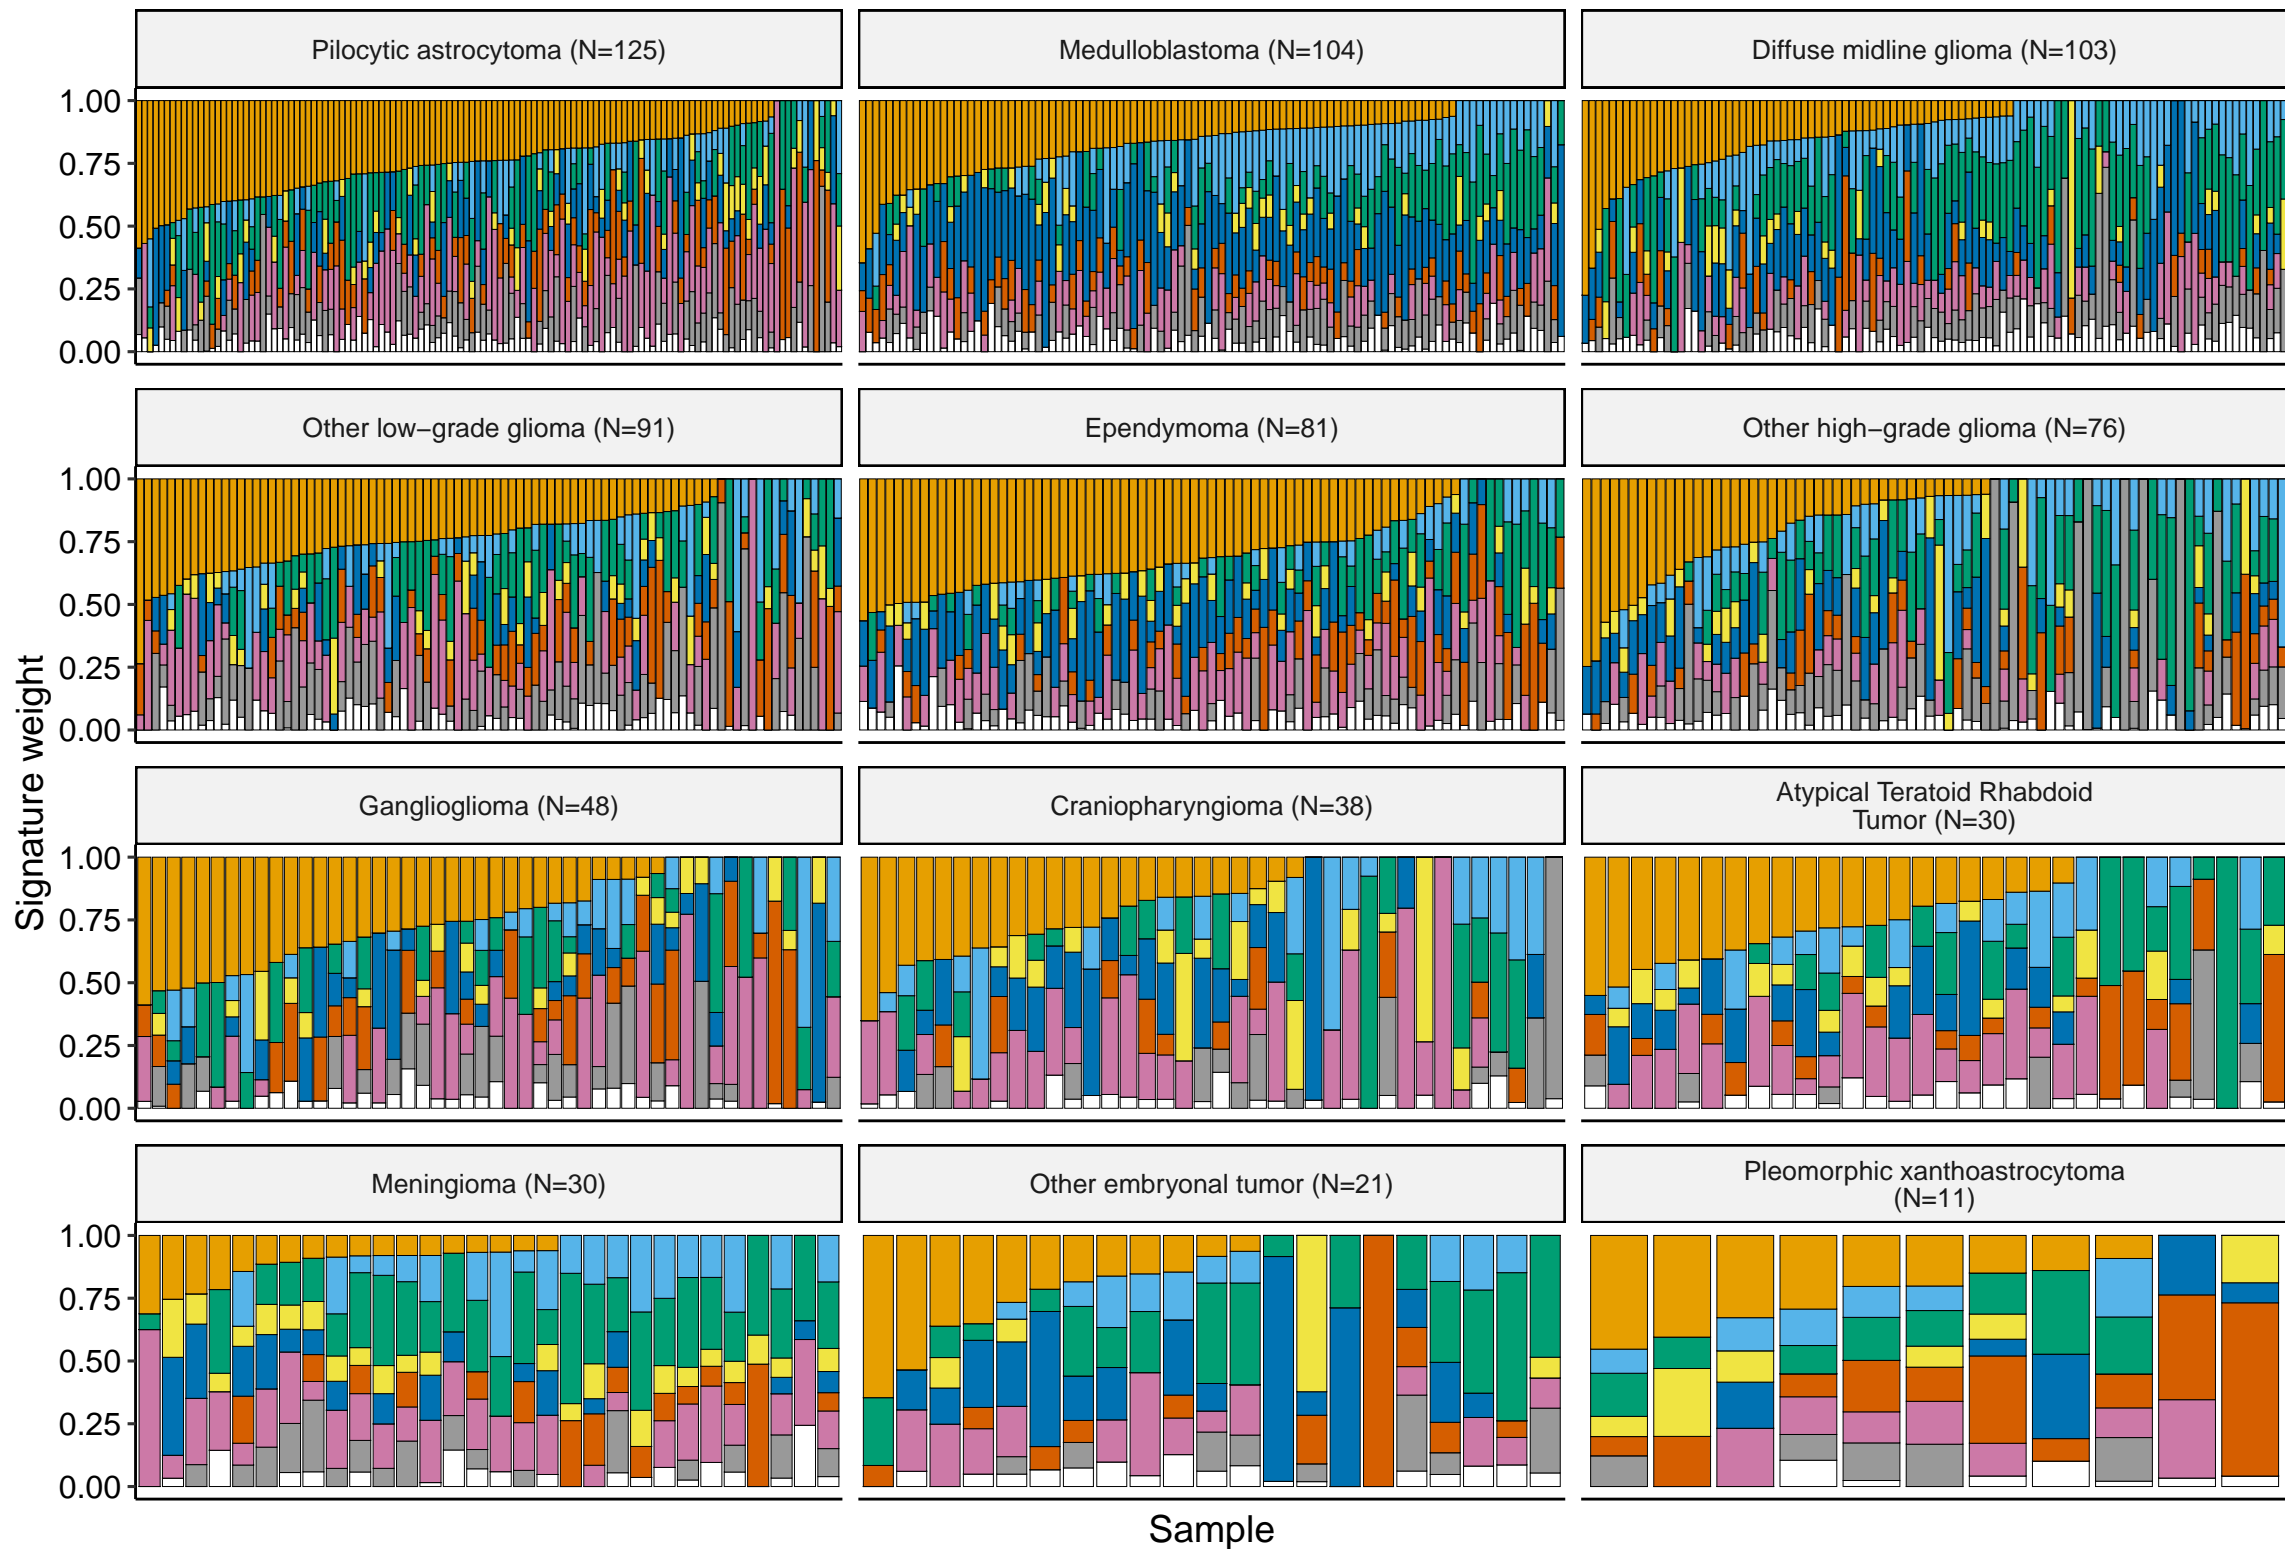 Pilocytic astrocytoma (N=125)
Medulloblastoma (N=104)
Diffuse midline glioma (N=103)
1.00
0.75
0.50
0.25
0.00
Other low−grade glioma (N=91)
Ependymoma (N=81)
Other high−grade glioma (N=76)
1.00
0.75
0.50
0.25
0.00
Signature weight
Ganglioglioma (N=48)
Craniopharyngioma (N=38)
Atypical Teratoid Rhabdoid
Tumor (N=30)
1.00
0.75
0.50
0.25
0.00
Meningioma (N=30)
Other embryonal tumor (N=21)
Pleomorphic xanthoastrocytoma
(N=11)
1.00
0.75
0.50
0.25
0.00
Sample